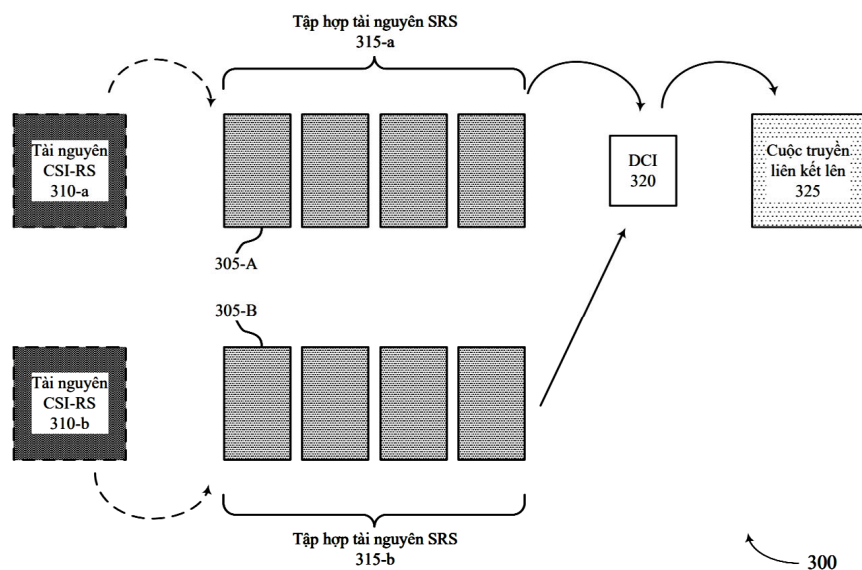 Tập hợp tài nguyên SRS
315-a
Tài nguyên
CSI-RS
310-a
DCI
320
Cuộc truyền
liên kết lên
325
305-A
305-B
Tài nguyên
CSI-RS
310-b
Tập hợp tài nguyên SRS
315-b
300